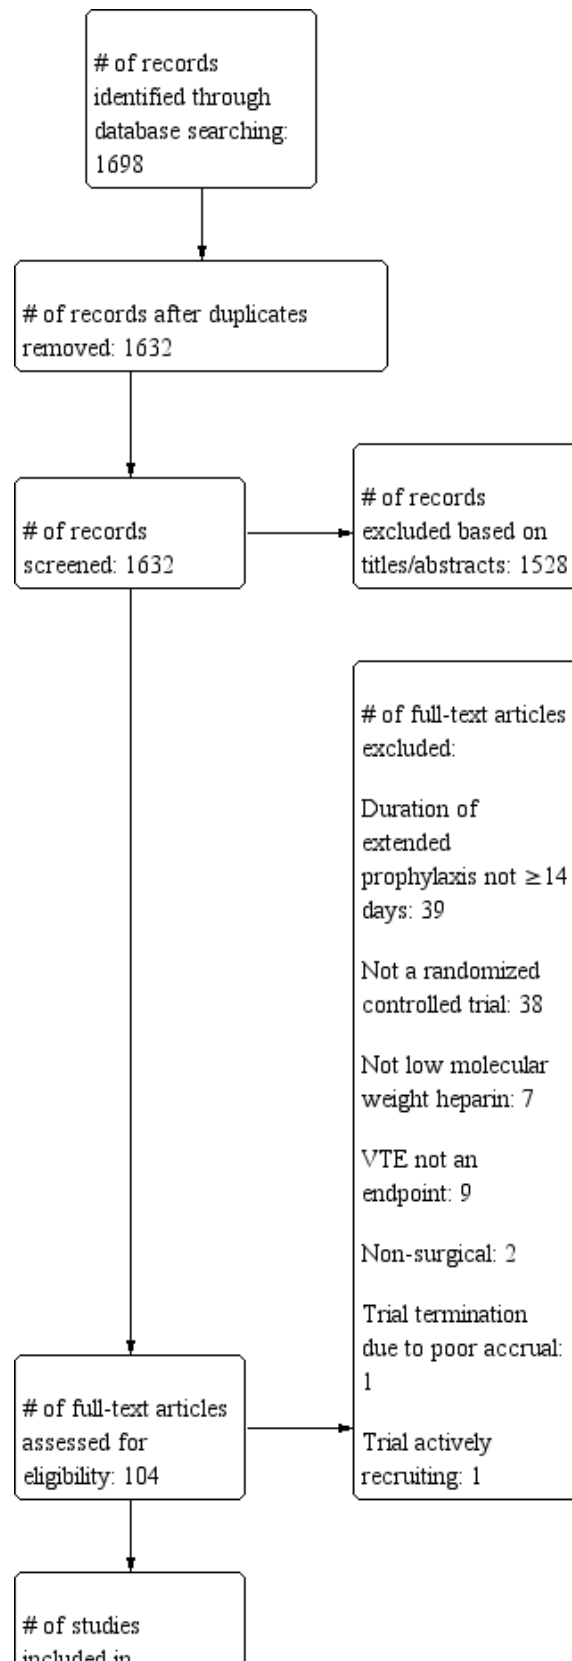 # of records
identified through
database searching:
1698
# of records after duplicates
removed: 1632
# of records
screened: 1632
# of records
excluded based on
titles/abstracts: 1528
# of full-text articles
excluded:
Duration of
extended
prophylaxis not ≥14
days: 39
Not a randomized
controlled trial: 38
Not low molecular
weight heparin: 7
VTE not an
endpoint: 9
Non-surgical: 2
Trial termination
due to poor accrual:
1
Trial actively
recruiting: 1
# of full-text articles
assessed for
eligibility: 104
# of studies
included in